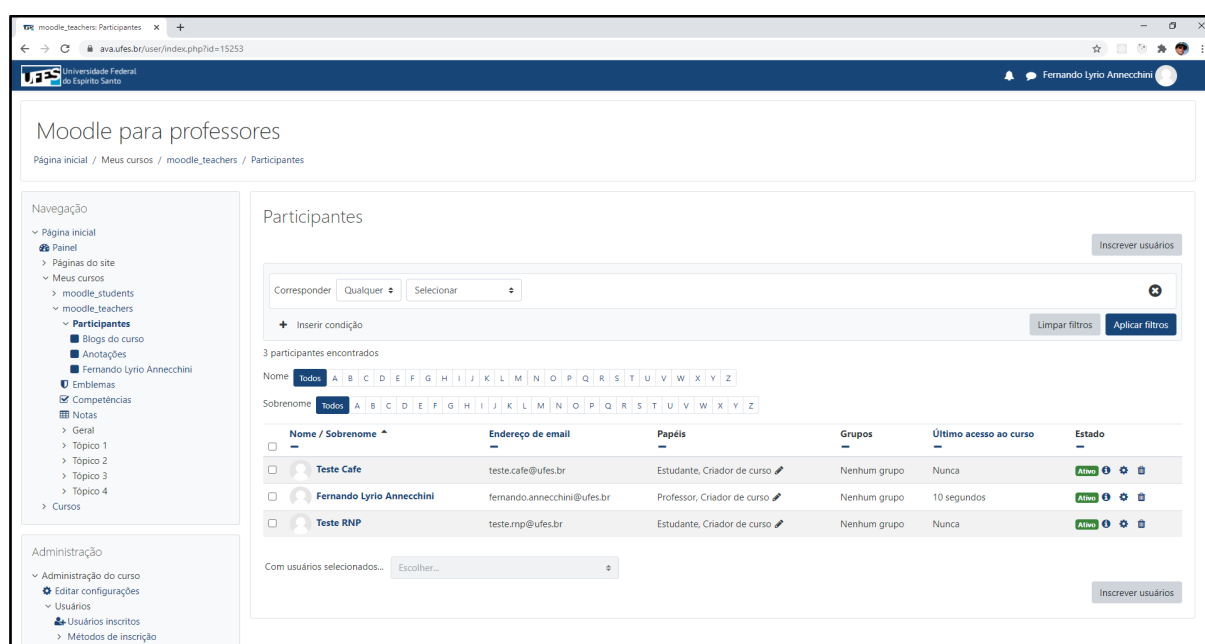 moodle_teachers: Participantes
ava.ufes.br/user/index.php?id=15253
UFES Universidade Federal
do Espírito Santo
Fernando Lyrio Annecchini
Moodle para professores
Página inicial / Meus cursos / moodle_teachers / Participantes
Navegação
Página inicial
Painel
Páginas do site
Meus cursos
moodle_students
moodle_teachers
Participantes
Blogs do curso
Anotações
Fernando Lyrio Annecchini
Emblemas
Competências
Notas
Geral
Tópico 1
Tópico 2
Tópico 3
Tópico 4
Cursos
Administração
Administração do curso
Editar configurações
Usuários
Usuários inscritos
Métodos de inscrição
Participantes
Inscrever usuários
Corresponder Qualquer Selecionar
Inserir condição Limpar filtros Aplicar filtros
3 participantes encontrados
Nome Todos A B C D E F G H I J K L M N O P Q R S T U V W X Y Z
Sobrenome Todos A B C D E F G H I J K L M N O P Q R S T U V W X Y Z
Nome / Sobrenome Endereço de email Papéis Grupos Último acesso ao curso Estado
Teste Cafe teste.cafe@ufes.br Estudante, Criador de curso Nenhum grupo Nunca Ativo
Fernando Lyrio Annecchini fernando.annecchini@ufes.br Professor, Criador de curso Nenhum grupo 10 segundos Ativo
Teste RNP teste.rnp@ufes.br Estudante, Criador de curso Nenhum grupo Nunca Ativo
Com usuários selecionados... Escolher...
Inscrever usuários